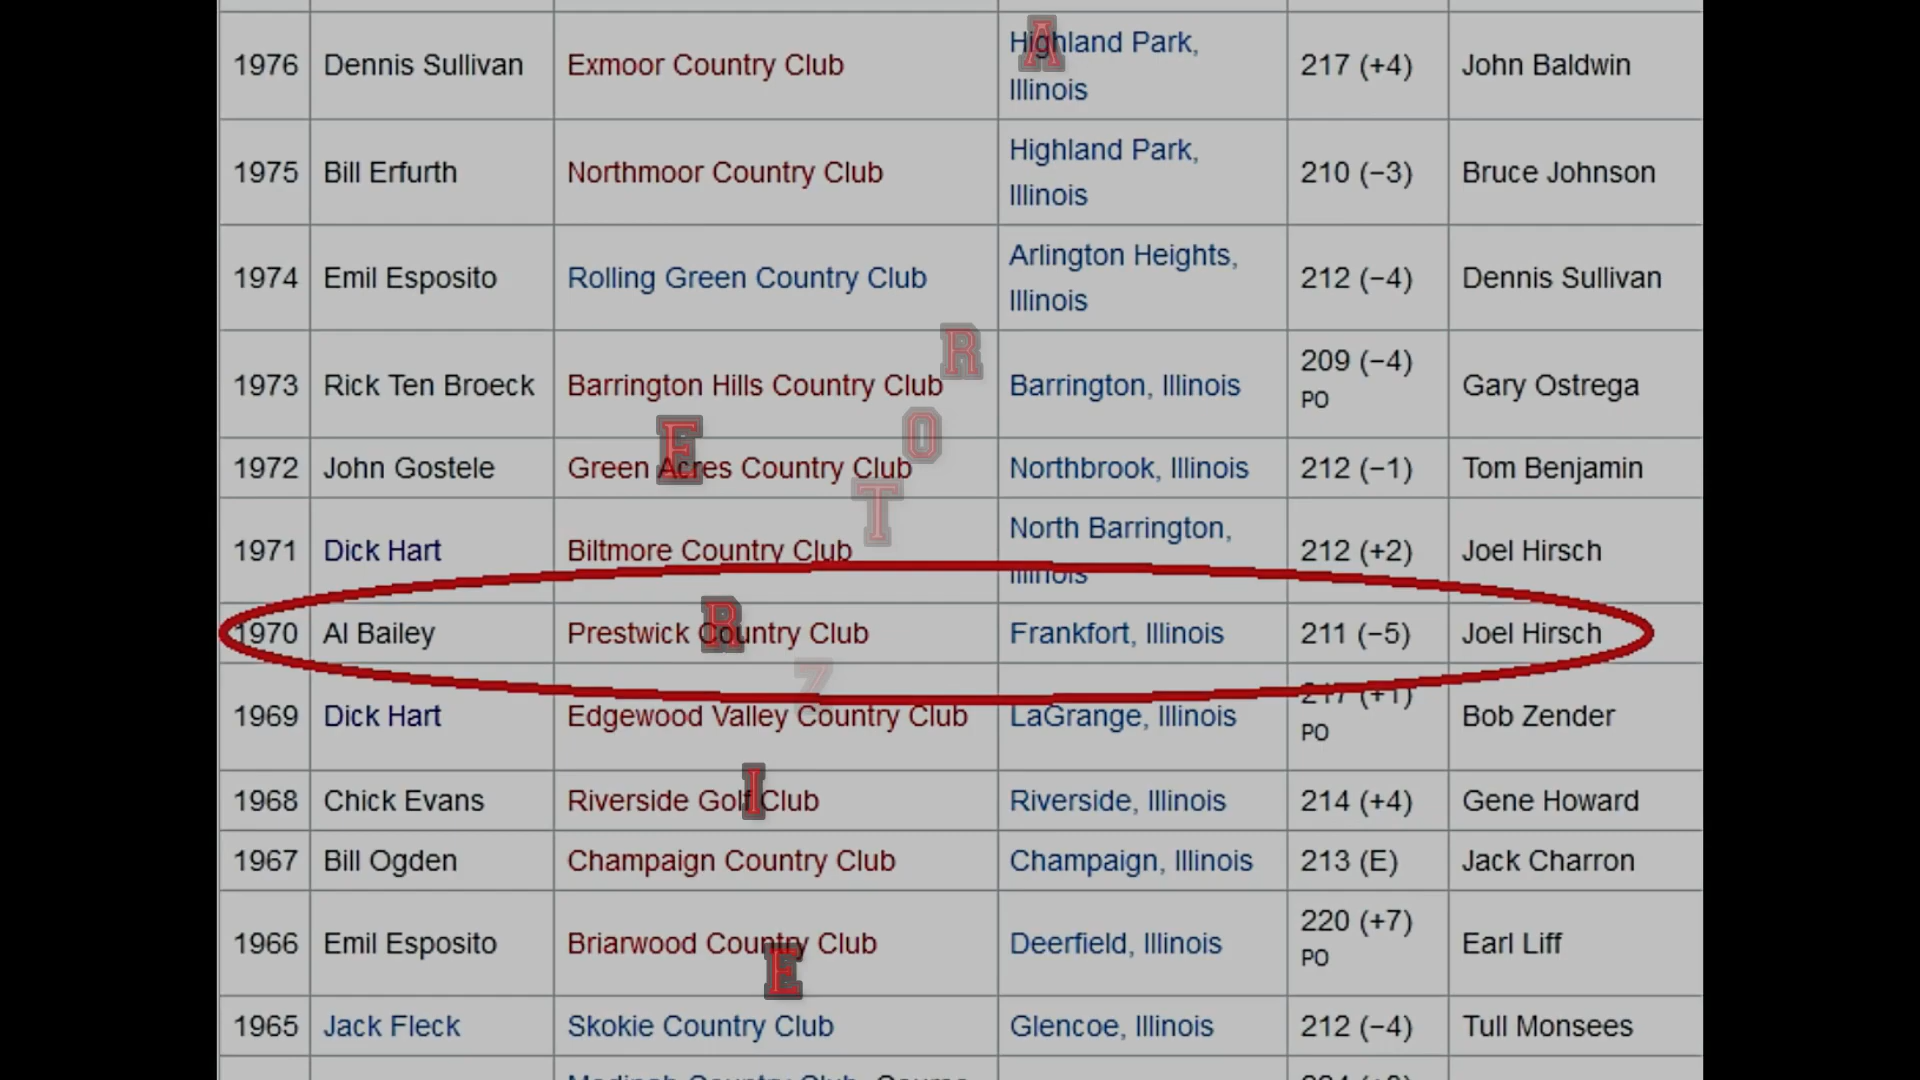 1976 Dennis Sullivan Exmoor Country Club Highland Park, Illinois 217 (+4) John Baldwin
1975 Bill Erfurth Northmoor Country Club Highland Park, Illinois 210 (−3) Bruce Johnson
1974 Emil Esposito Rolling Green Country Club Arlington Heights, Illinois 212 (−4) Dennis Sullivan
1973 Rick Ten Broeck Barrington Hills Country Club Barrington, Illinois 209 (−4) PO Gary Ostrega
1972 John Gostele Green Acres Country Club Northbrook, Illinois 212 (−1) Tom Benjamin
1971 Dick Hart Biltmore Country Club North Barrington, Illinois 212 (+2) Joel Hirsch
1970 Al Bailey Prestwick Country Club Frankfort, Illinois 211 (−5) Joel Hirsch
1969 Dick Hart Edgewood Valley Country Club LaGrange, Illinois 217 (+1) PO Bob Zender
1968 Chick Evans Riverside Golf Club Riverside, Illinois 214 (+4) Gene Howard
1967 Bill Ogden Champaign Country Club Champaign, Illinois 213 (E) Jack Charron
1966 Emil Esposito Briarwood Country Club Deerfield, Illinois 220 (+7) PO Earl Liff
1965 Jack Fleck Skokie Country Club Glencoe, Illinois 212 (−4) Tull Monsees
A
R
O
E
T
R
Z
I
E